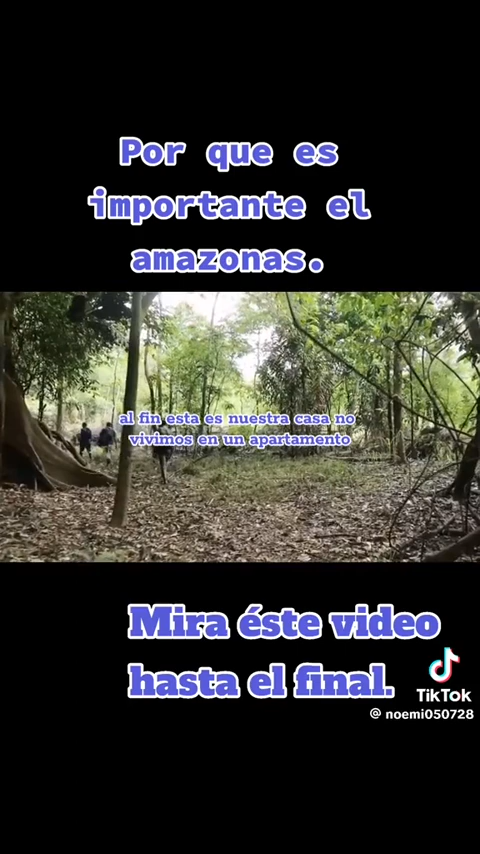 Por que es
importante el
amazonas.
al fin esta es nuestra casa no
vivimos en un apartamento
Mira éste video
hasta el final.
TikTok
@ noemi050728